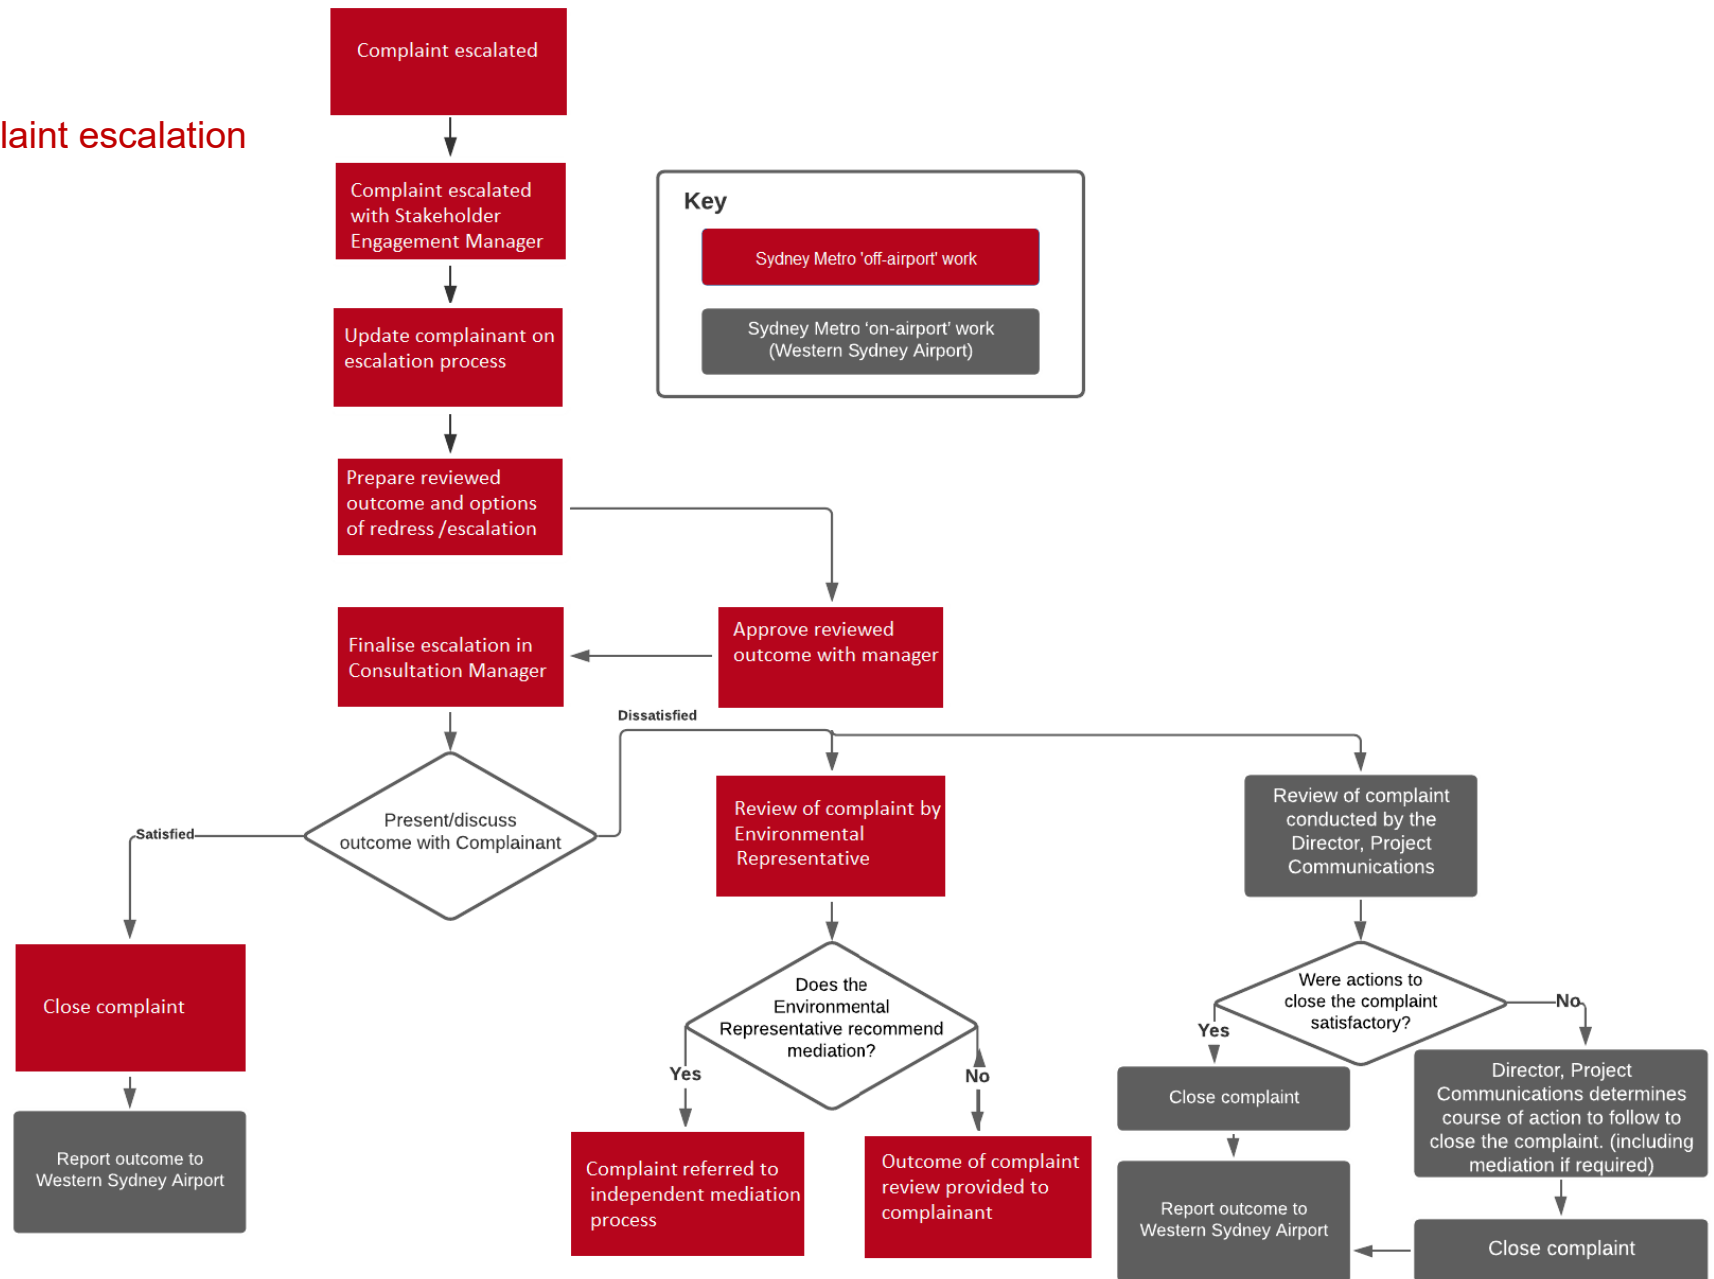 Complaint escalated
laint escalation
Complaint escalated
with Stakeholder
Engagement Manager
Key
Sydney Metro 'off-airport' work
Sydney Metro ‘on-airport’ work
(Western Sydney Airport)
Update complainant on
escalation process
Prepare reviewed
outcome and options
of redress /escalation
Approve reviewed
outcome with manager
Finalise escalation in
Consultation Manager
Dissatisfied
Present/discuss
outcome with Complainant
Satisfied
Review of complaint by
Environmental
Representative
Review of complaint
conducted by the
Director, Project
Communications
Close complaint
Report outcome to
Western Sydney Airport
Does the
Environmental
Representative recommend
mediation?
Yes
No
Complaint referred to
independent mediation
process
Outcome of complaint
review provided to
complainant
Were actions to
close the complaint
satisfactory?
Yes
No
Close complaint
Report outcome to
Western Sydney Airport
Director, Project
Communications determines
course of action to follow to
close the complaint. (including
mediation if required)
Close complaint